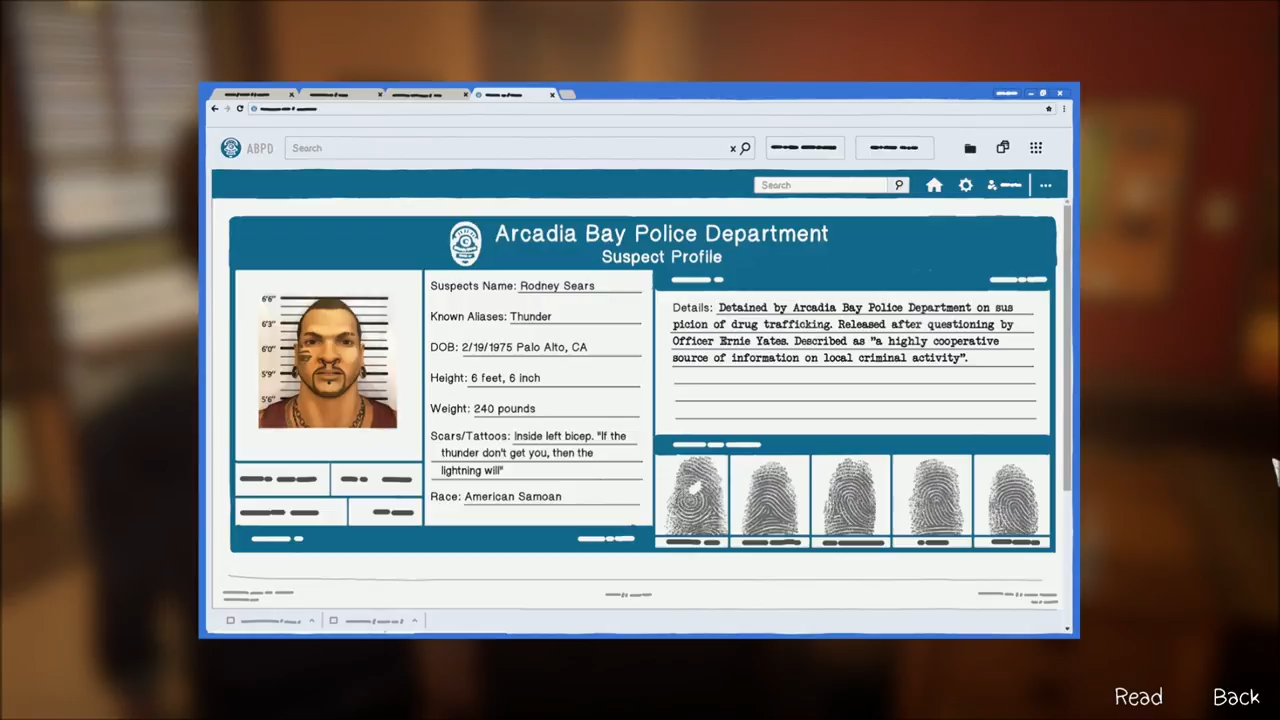 ABPD
Search
Search
Arcadia Bay Police Department
Suspect Profile
6'6"
6'3"
6'0"
5'9"
5'6"
Suspects Name: Rodney Sears
Known Aliases: Thunder
DOB: 2/19/1975 Palo Alto, CA
Height: 6 feet, 6 inch
Weight: 240 pounds
Scars/Tattoos: Inside left bicep. "If the
thunder don't get you, then the
lightning will"
Race: American Samoan
Details: Detained by Arcadia Bay Police Department on sus
picion of drug trafficking. Released after questioning by
Officer Ernie Yates. Described as "a highly cooperative
source of information on local criminal activity".
Read Back